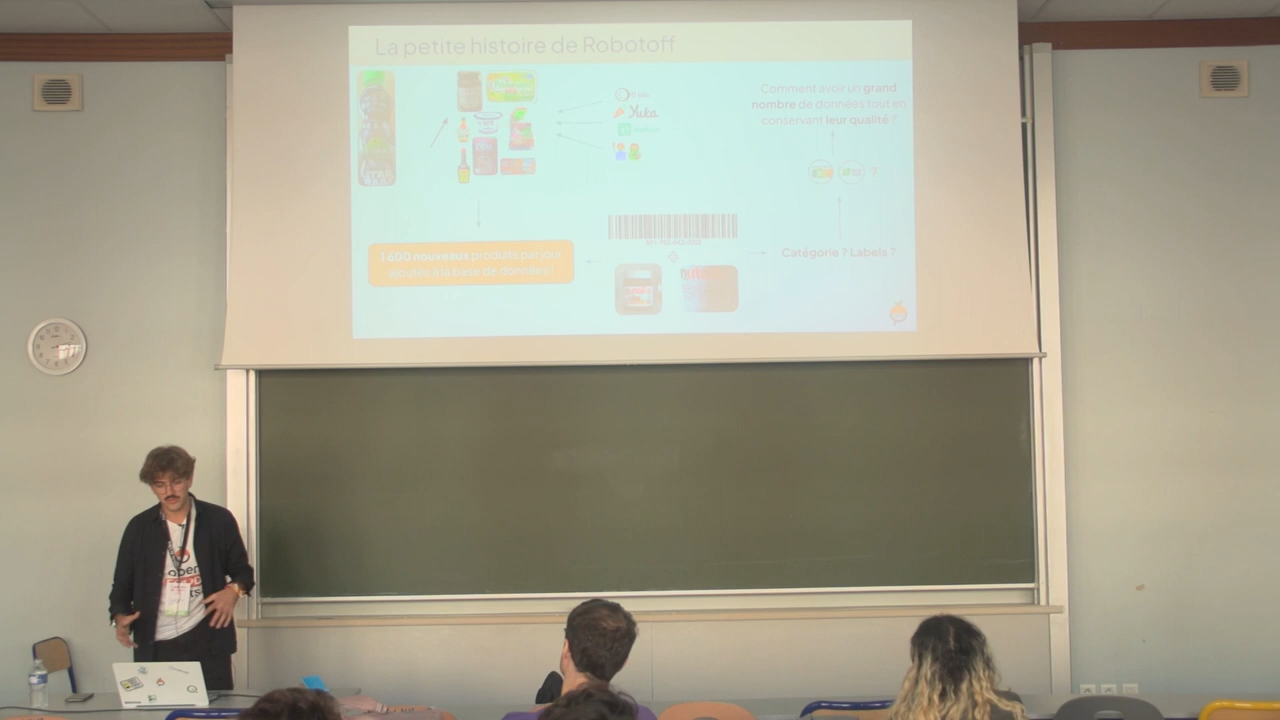 La petite histoire de Robotoff
Yuka
Comment avoir un grand
nombre de données tout en
conservant leur qualité ?
?
Catégorie ? Labels ?
1 600 nouveaux produits par jour
ajoutés à la base de données !
open